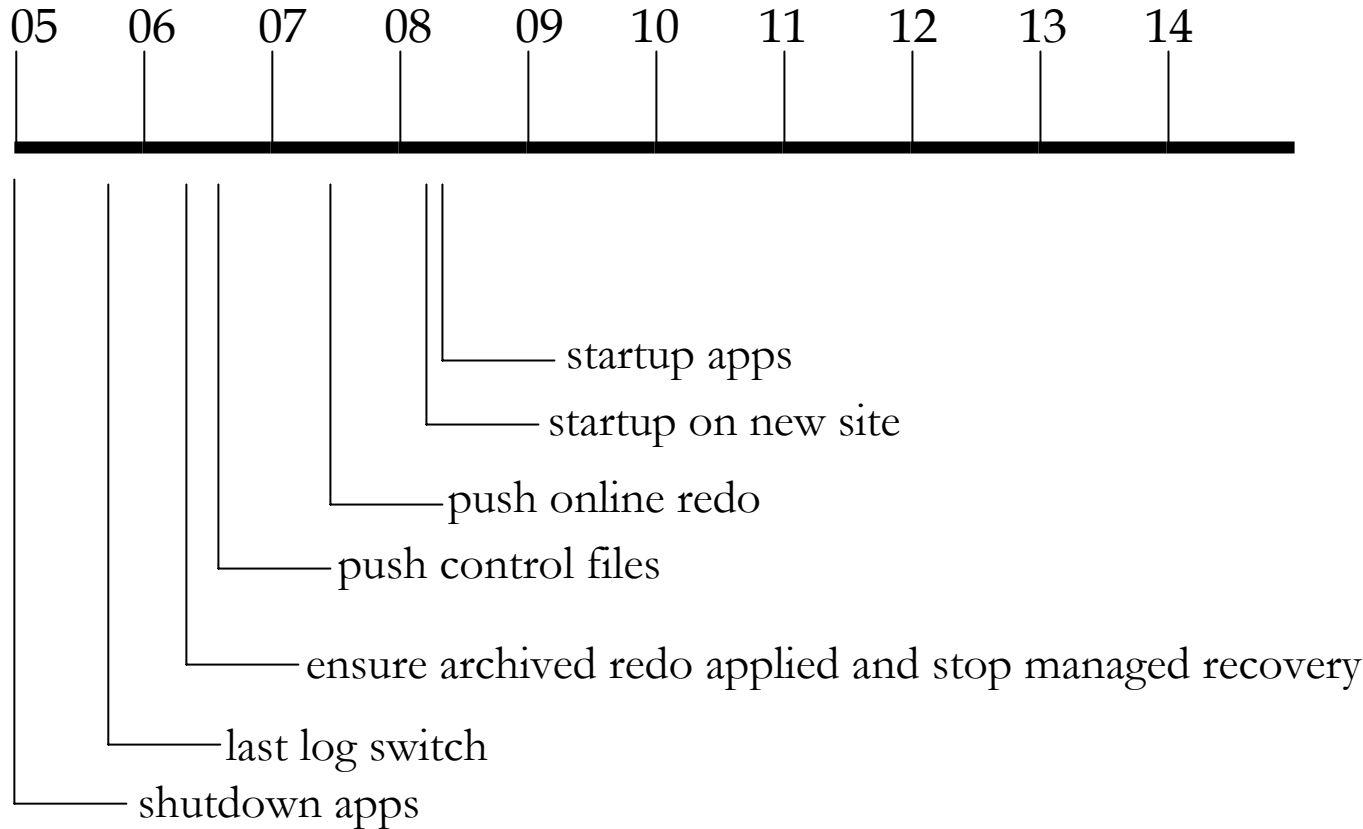 05 06 07 08 09 10 11 12 13 14
startup apps
startup on new site
push online redo
push control files
ensure archived redo applied and stop managed recovery
last log switch
shutdown apps